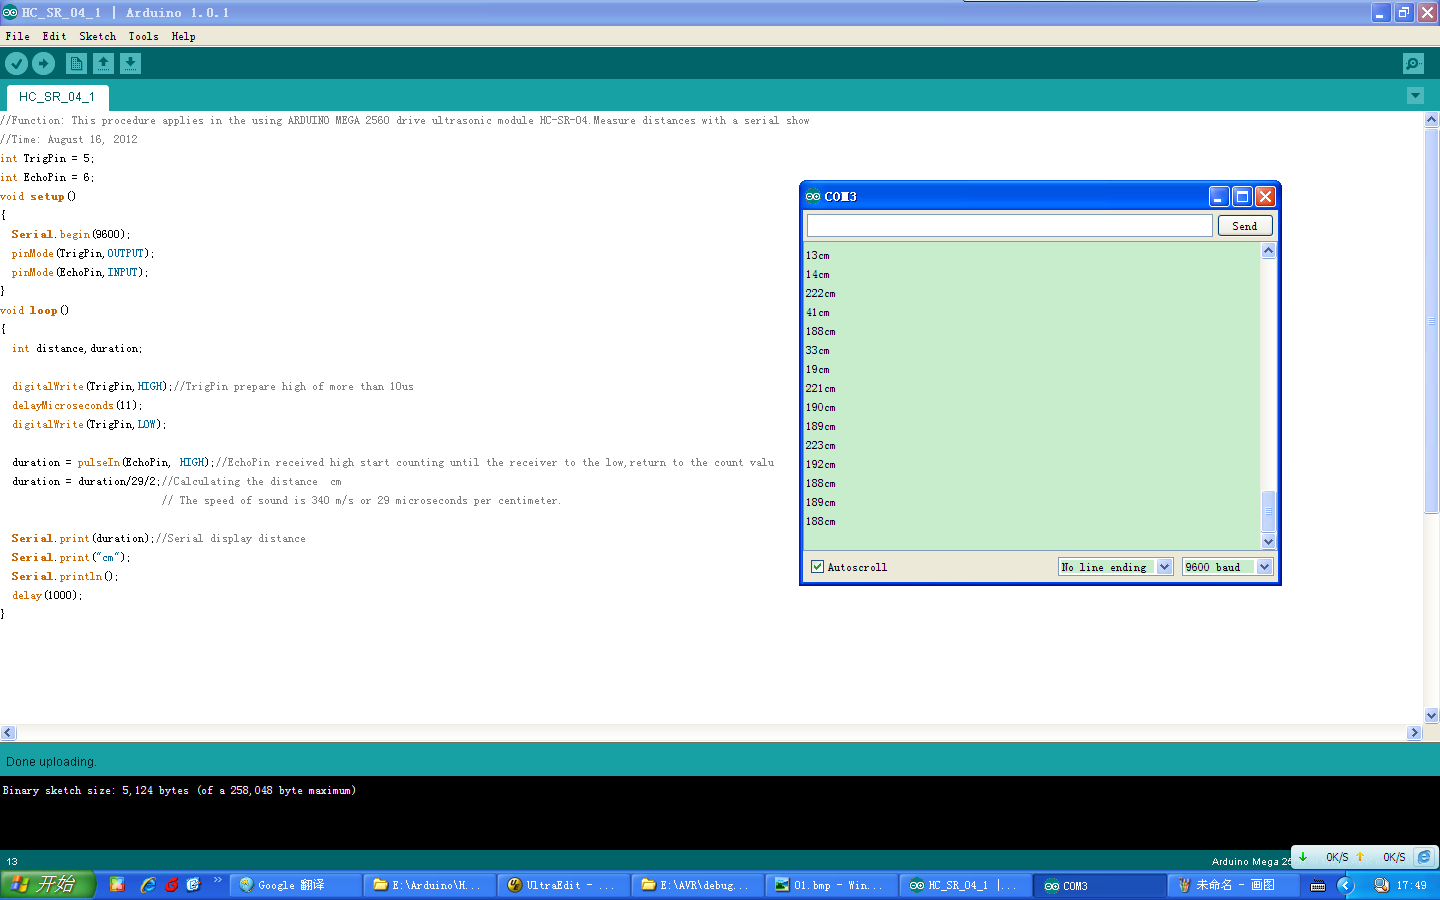 HC_SR_04_1 | Arduino 1.0.1
File Edit Sketch Tools Help
HC_SR_04_1
//Function: This procedure applies in the using ARDUINO MEGA 2560 drive ultrasonic module HC-SR-04.Measure distances with a serial show
//Time: August 16, 2012
int TrigPin = 5;
int EchoPin = 6;
void setup()
{
Serial.begin(9600);
pinMode(TrigPin,OUTPUT);
pinMode(EchoPin,INPUT);
}
void loop()
{
int distance,duration;
digitalWrite(TrigPin,HIGH);//TrigPin prepare high of more than 10us
delayMicroseconds(11);
digitalWrite(TrigPin,LOW);
duration = pulseIn(EchoPin, HIGH);//EchoPin received high start counting until the receiver to the low,return to the count valu
duration = duration/29/2;//Calculating the distance  cm
// The speed of sound is 340 m/s or 29 microseconds per centimeter.
Serial.print(duration);//Serial display distance
Serial.print("cm");
Serial.println();
delay(1000);
}
COM3
Send
13cm
14cm
222cm
41cm
188cm
33cm
19cm
221cm
190cm
189cm
223cm
192cm
188cm
189cm
188cm
Autoscroll
No line ending
9600 baud
Done uploading.
Binary sketch size: 5,124 bytes (of a 258,048 byte maximum)
13
Arduino Mega 25
0K/S 0K/S
开始
Google 翻译
E:\Arduino\H...
UltraEdit - ...
E:\AVR\debug...
01.bmp - Win...
HC_SR_04_1 |...
COM3
未命名 - 画图
17:49